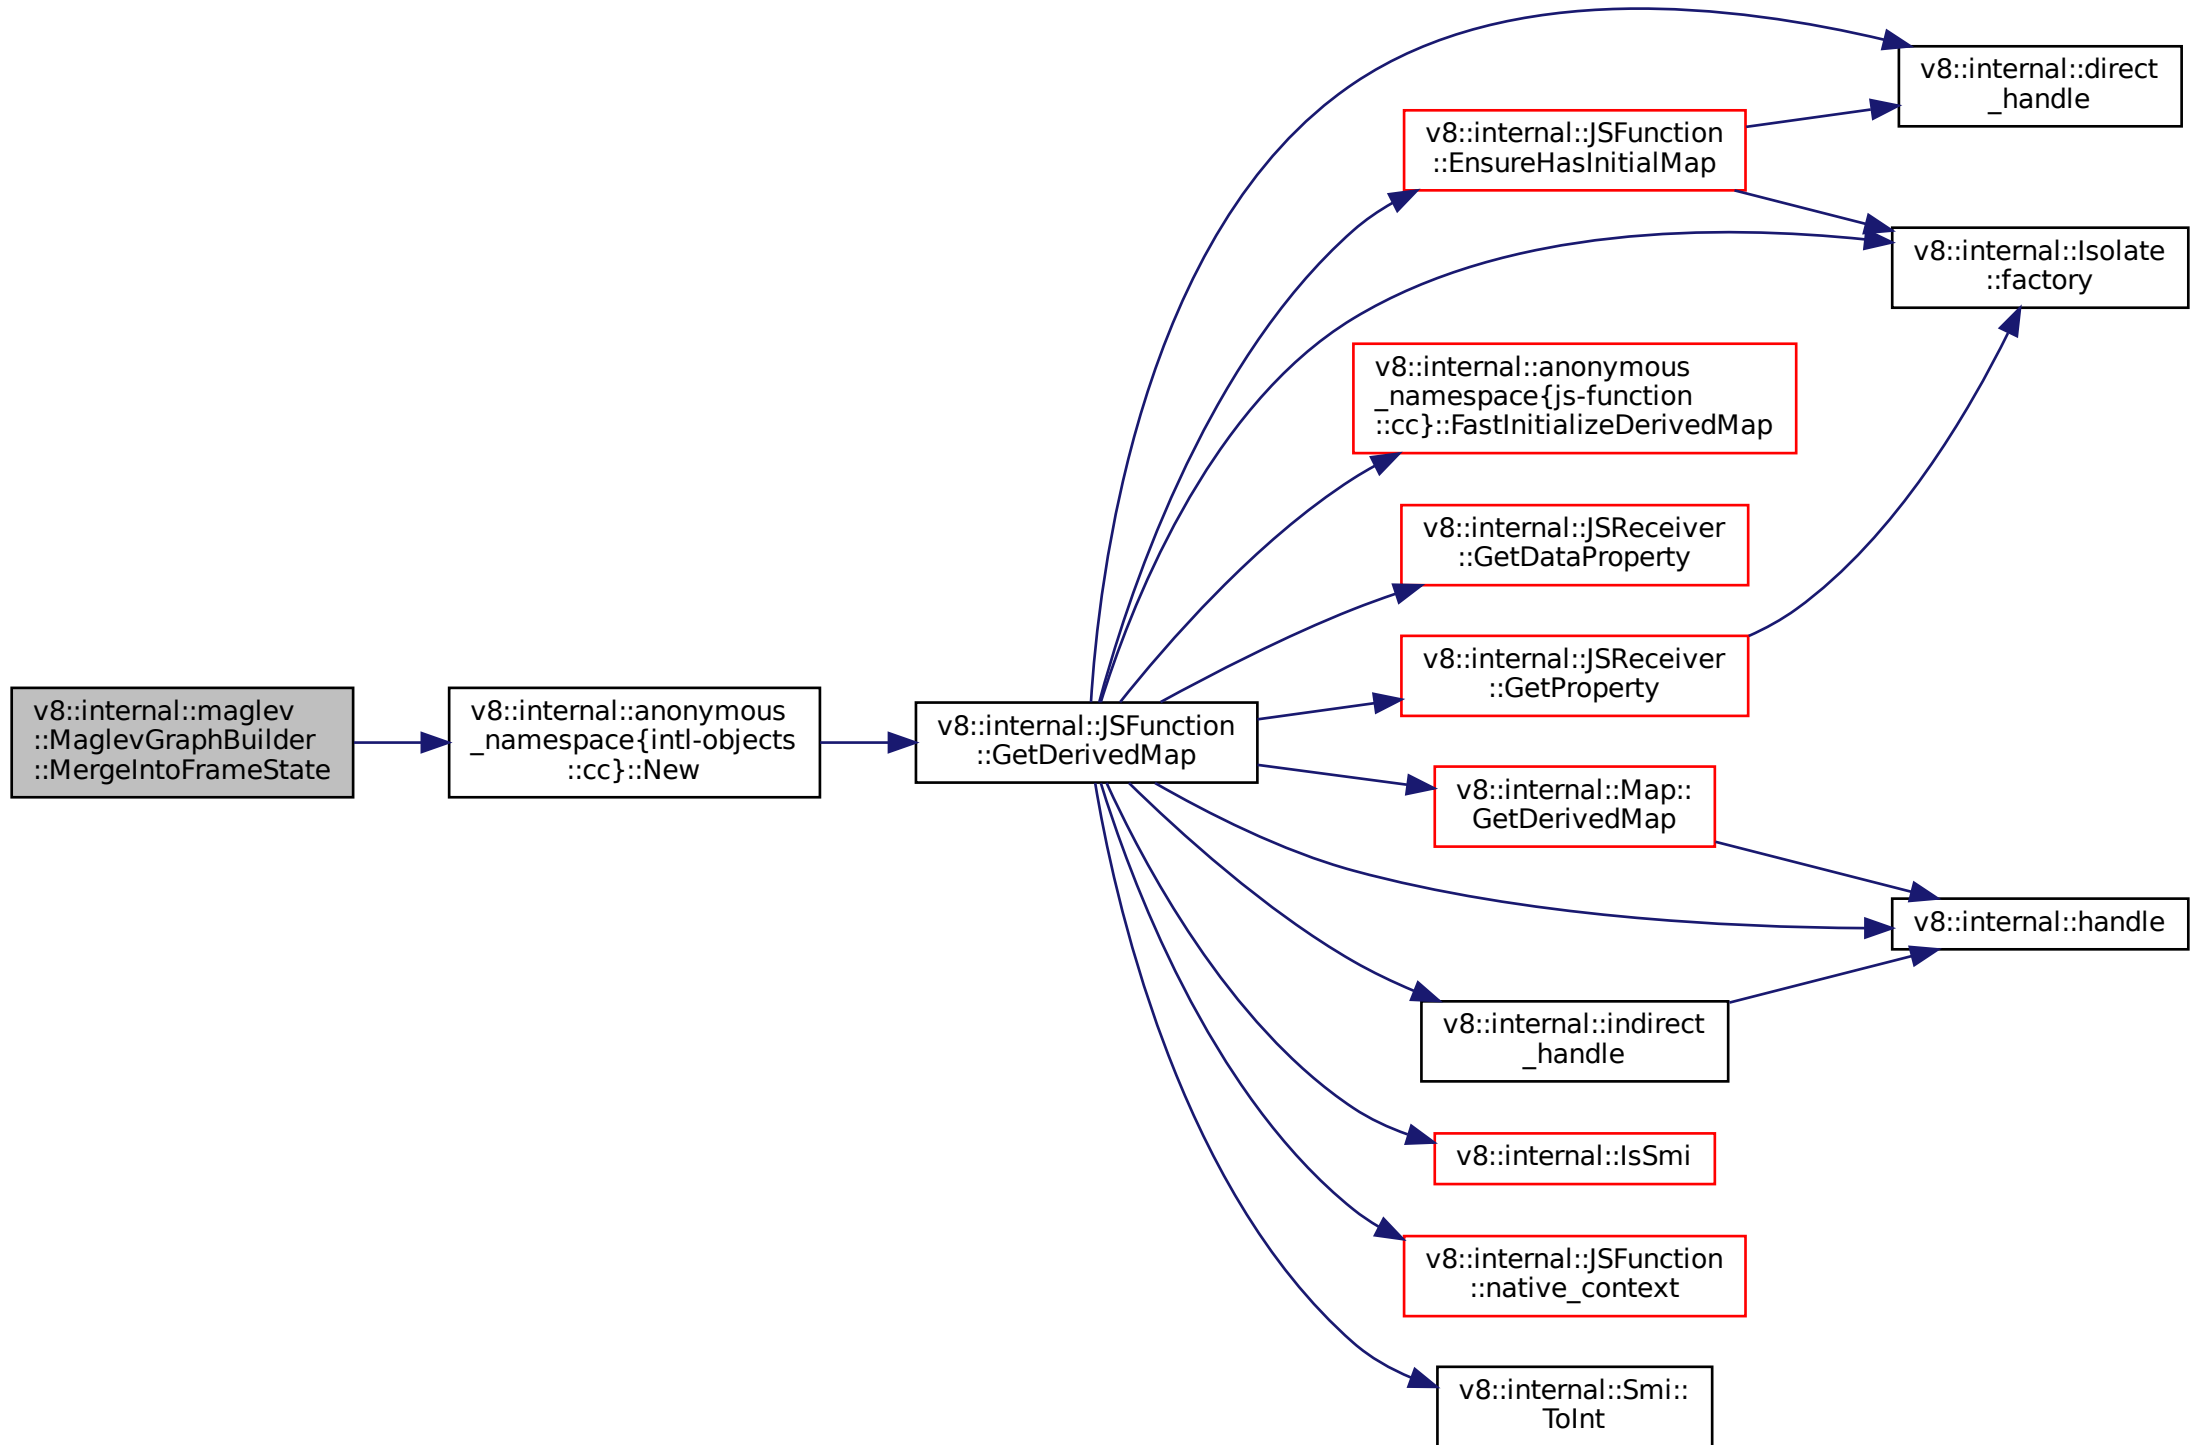 v8::internal::maglev
::MaglevGraphBuilder
::MergeIntoFrameState
v8::internal::anonymous
_namespace{intl-objects
::cc}::New
v8::internal::JSFunction
::GetDerivedMap
v8::internal::direct
_handle
v8::internal::JSFunction
::EnsureHasInitialMap
v8::internal::Isolate
::factory
v8::internal::anonymous
_namespace{js-function
::cc}::FastInitializeDerivedMap
v8::internal::JSReceiver
::GetDataProperty
v8::internal::JSReceiver
::GetProperty
v8::internal::Map::
GetDerivedMap
v8::internal::handle
v8::internal::indirect
_handle
v8::internal::IsSmi
v8::internal::JSFunction
::native_context
v8::internal::Smi::
ToInt